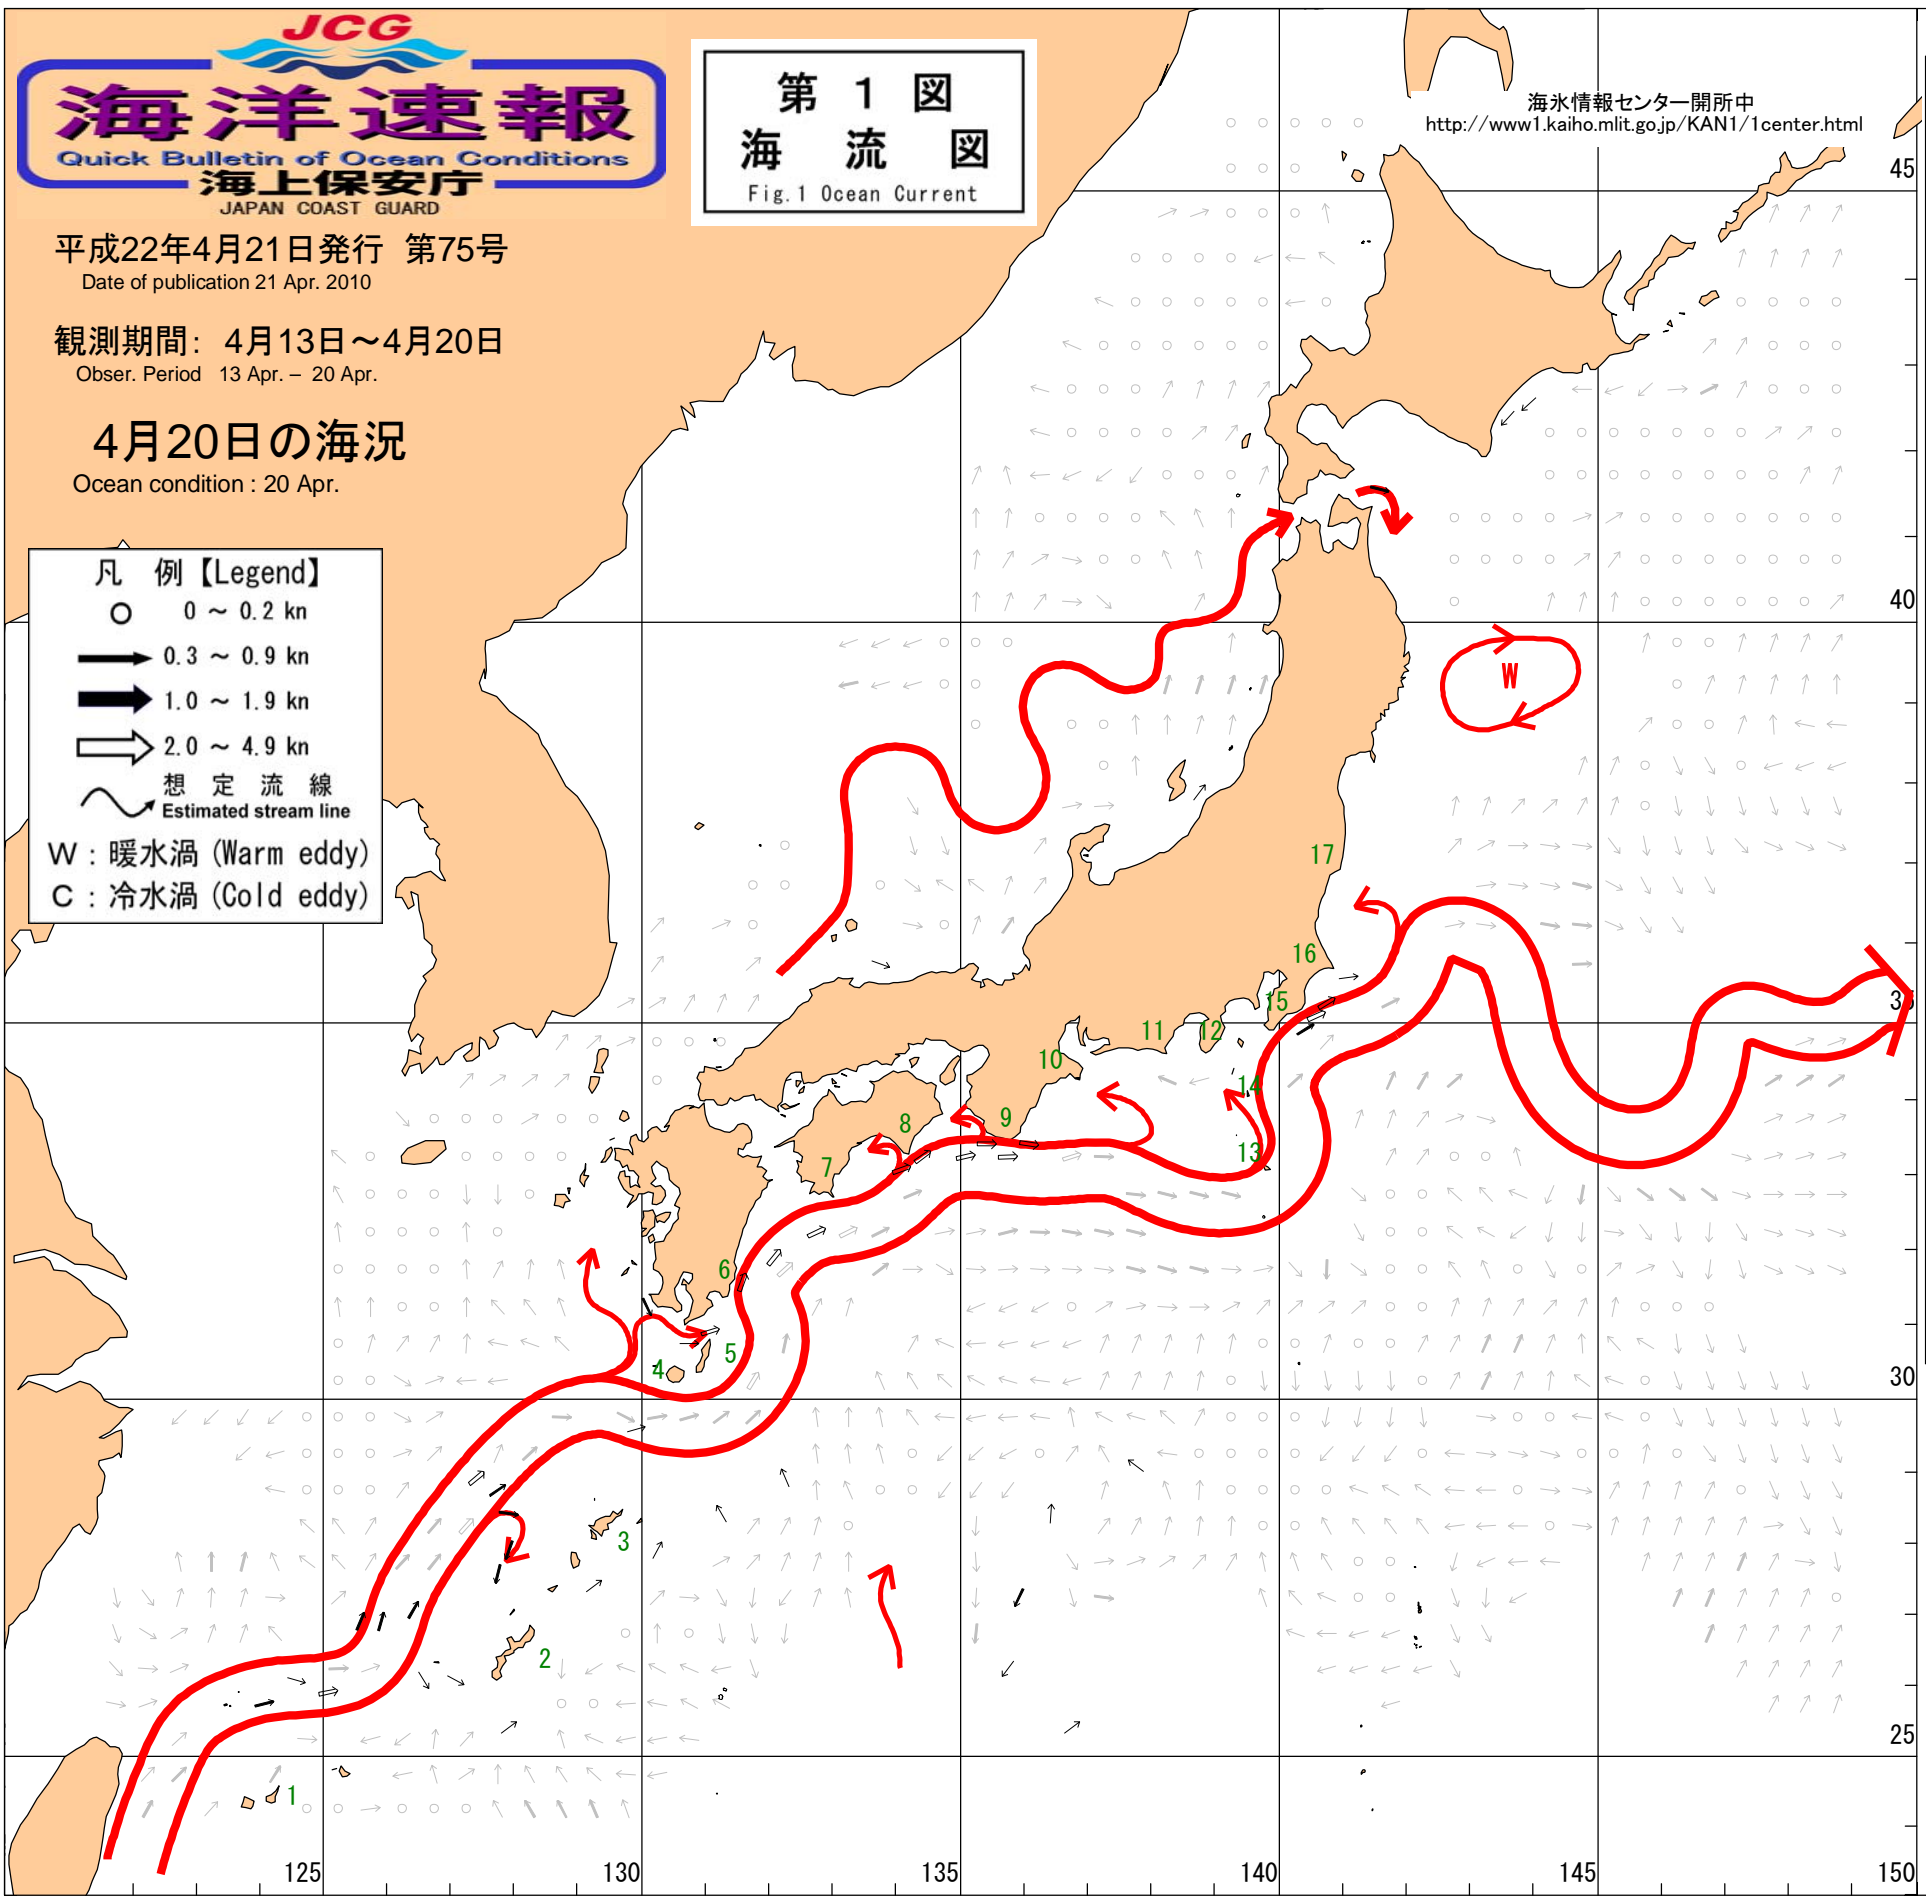 JCG
海洋速報
Quick Bulletin of Ocean Conditions
海上保安庁
JAPAN COAST GUARD
第 1 図
海 流 図
Fig.1 Ocean Current
海氷情報センター開所中
http://www1.kaiho.mlit.go.jp/KAN1/1center.html
平成22年4月21日発行 第75号
Date of publication 21 Apr. 2010
観測期間: 4月13日～4月20日
Obser. Period 13 Apr. – 20 Apr.
4月20日の海況
Ocean condition : 20 Apr.
凡 例【Legend】
0 ～ 0.2 kn
0.3 ～ 0.9 kn
1.0 ～ 1.9 kn
2.0 ～ 4.9 kn
想 定 流 線
Estimated stream line
W : 暖水渦 (Warm eddy)
C : 冷水渦 (Cold eddy)
45
40
W
17
16
35
15
11
12
10
14
9
8
13
7
6
5
4
30
3
2
25
1
125
130
135
140
145
150